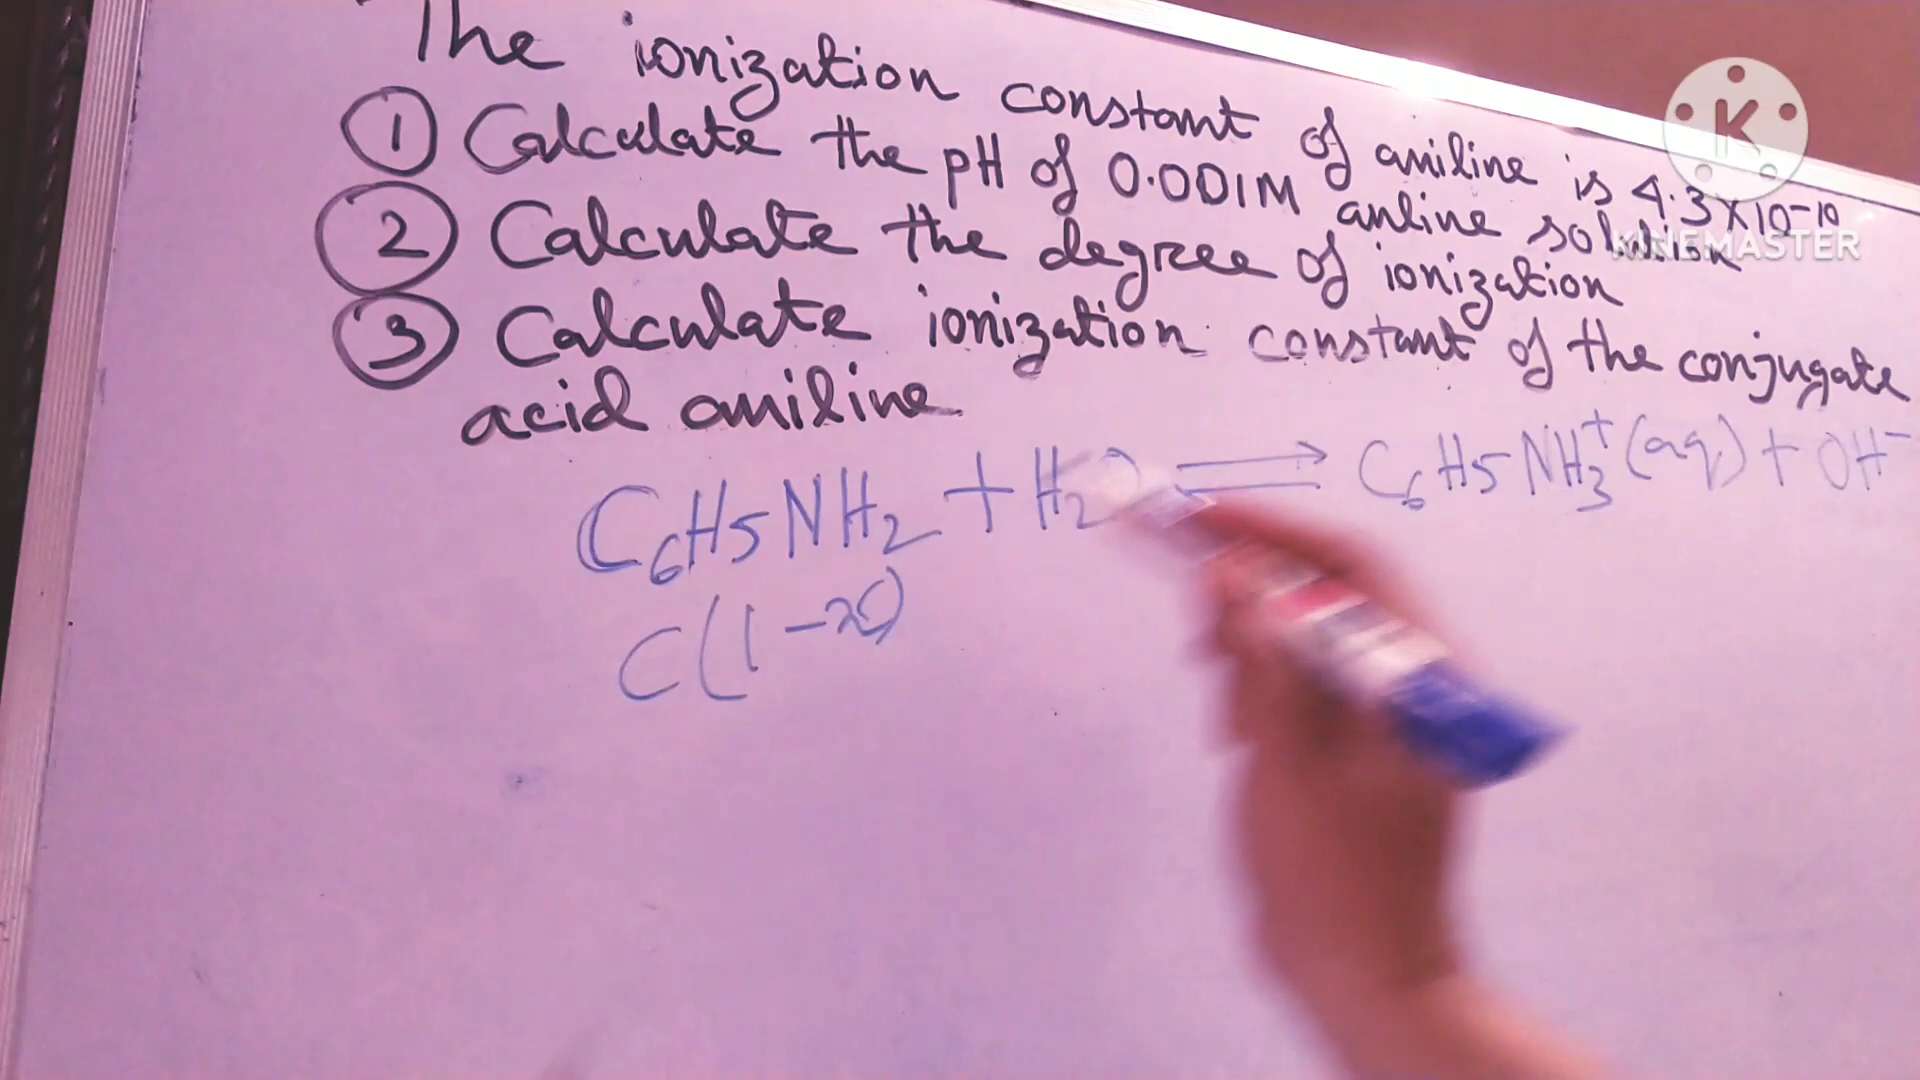 The ionization constant of aniline is 4.3×10⁻¹⁰
① Calculate the pH of 0.001M anline solution
② Calculate the degree of ionization
③ Calculate ionization constant of the conjugate
acid aniline
C₆H₅NH₂ + H₂O ⇌ C₆H₅NH₃⁺(aq) + OH⁻
C(1-x)
K
KINEMASTER